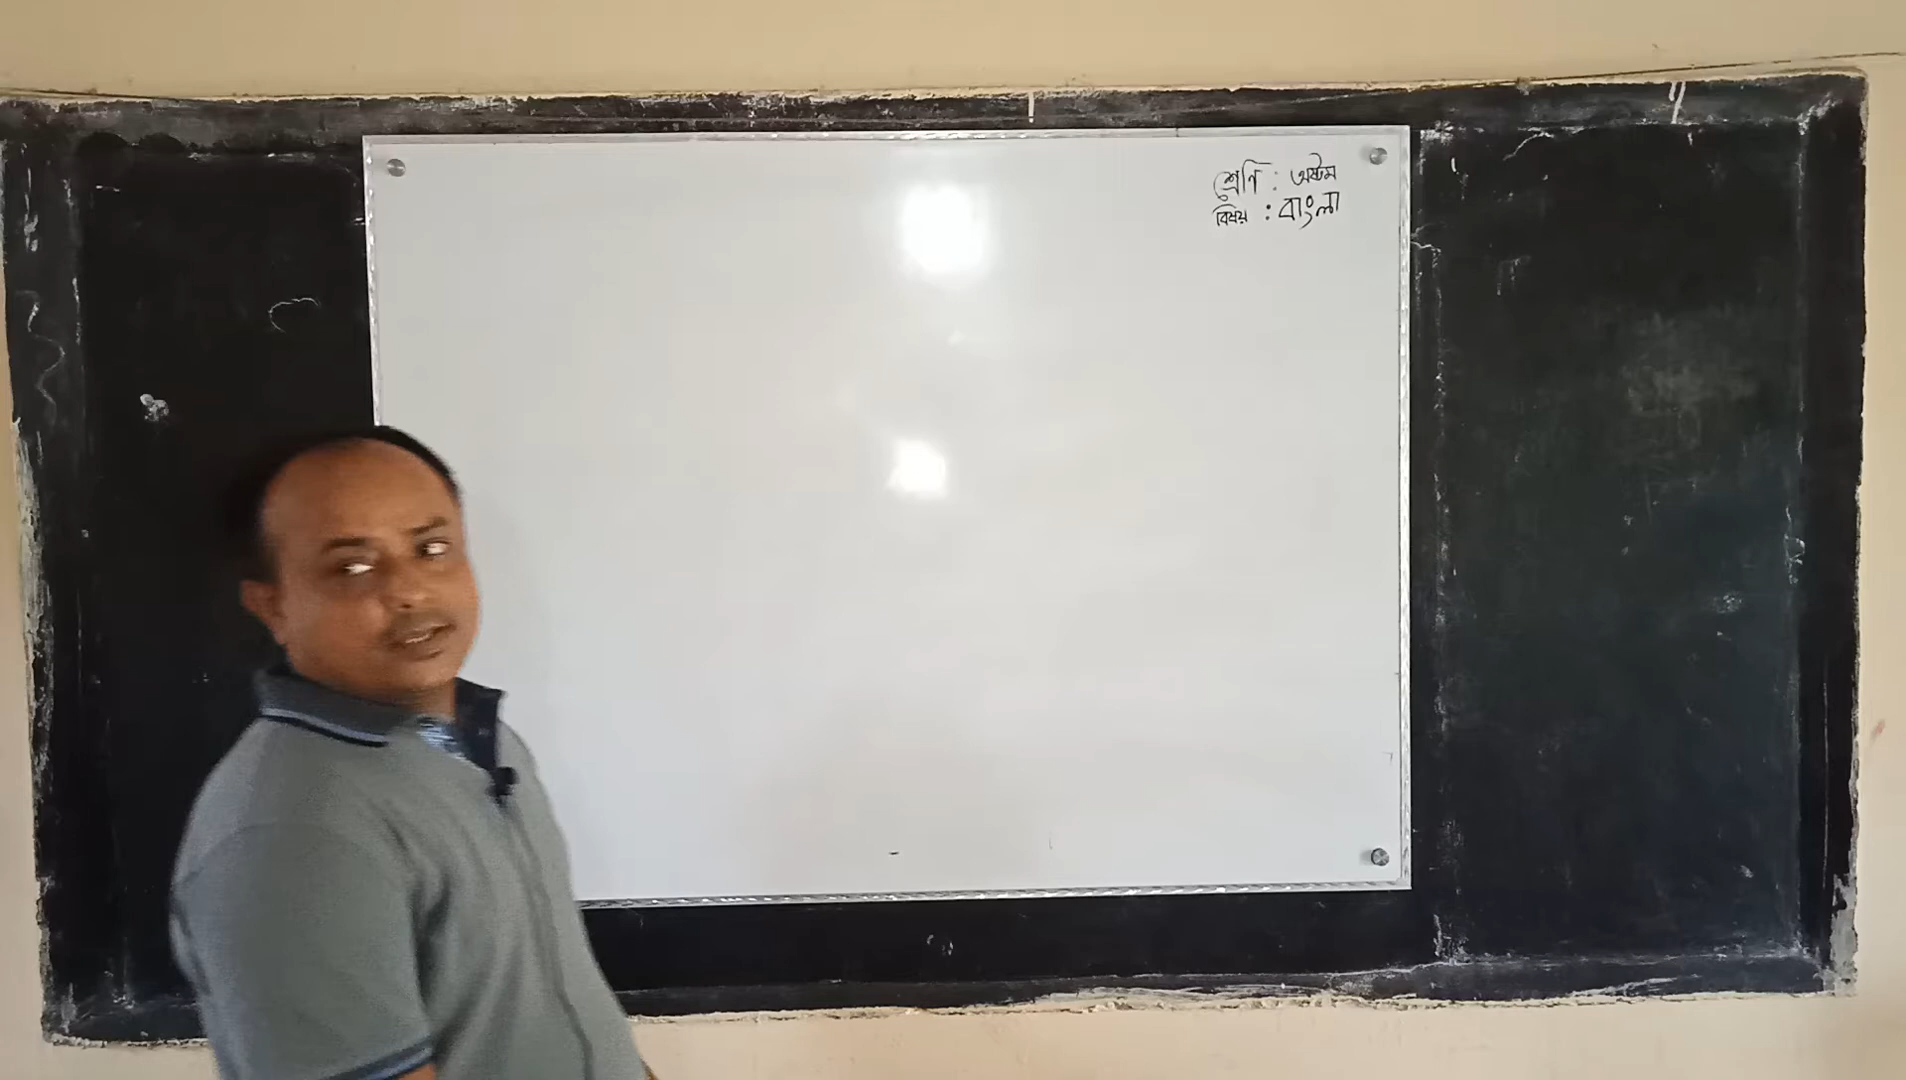 শ্রেণি : অষ্টম
বিষয় : বাংলা